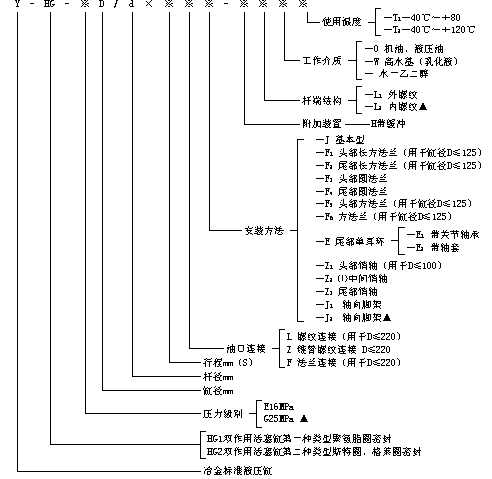 Y - HG - ※ D / d × ※ ※ - ※ - ※ ※ ※
使用碱度
T₁—40℃~+80
T₂—40℃~+120℃
工作介质
O 机油、液压油
W 高水基（乳化液）
水一乙二醇
杆端结构
L₁ 外螺纹
L₂ 内螺纹▲
附加装置
H带缓冲
安装方法
J 基本型
F₁ 头部长方法兰（用于缸径D≤125）
F₂ 尾部长方法兰（用于缸径D≤125）
F₃ 头部圆法兰
F₄ 尾部圆法兰
F₅ 头部方法兰（用于缸径D≤125）
F₆ 方法兰（用于缸径D≤125）
E 尾部单耳环
E₁ 带关节轴承
E₂ 带轴套
Z₁ 头部销轴（用于D≤100）
Z₂ (1)中间销轴
Z₃ 尾部销轴
J₁ 轴向脚架
J₂ 轴向脚架▲
油口连接
L 螺纹连接（用于D≤220）
Z 锥管螺纹连接 D≤220
F 法兰连接（用于D≤220）
行程mm（S）
杆径mm
缸径mm
压力级别
E16MPa
G25MPa ▲
HG1双作用活塞缸第一种类型聚氨脂圈密封
HG2双作用活塞缸第二种类型斯特圈、格莱圈密封
冶金标准液压缸